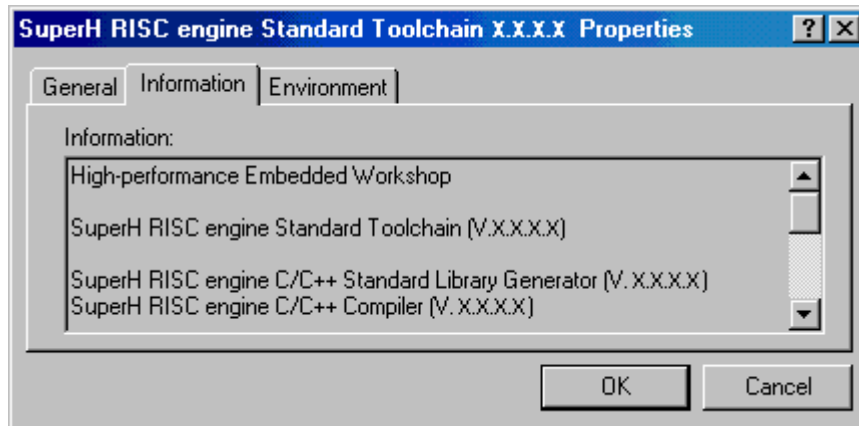 SuperH RISC engine Standard Toolchain X.X.X.X Properties
General Information Environment
Information:
High-performance Embedded Workshop
SuperH RISC engine Standard Toolchain (V.X.X.X.X)
SuperH RISC engine C/C++ Standard Library Generator (V. X.X.X.X)
SuperH RISC engine C/C++ Compiler (V. X.X.X.X)
OK Cancel